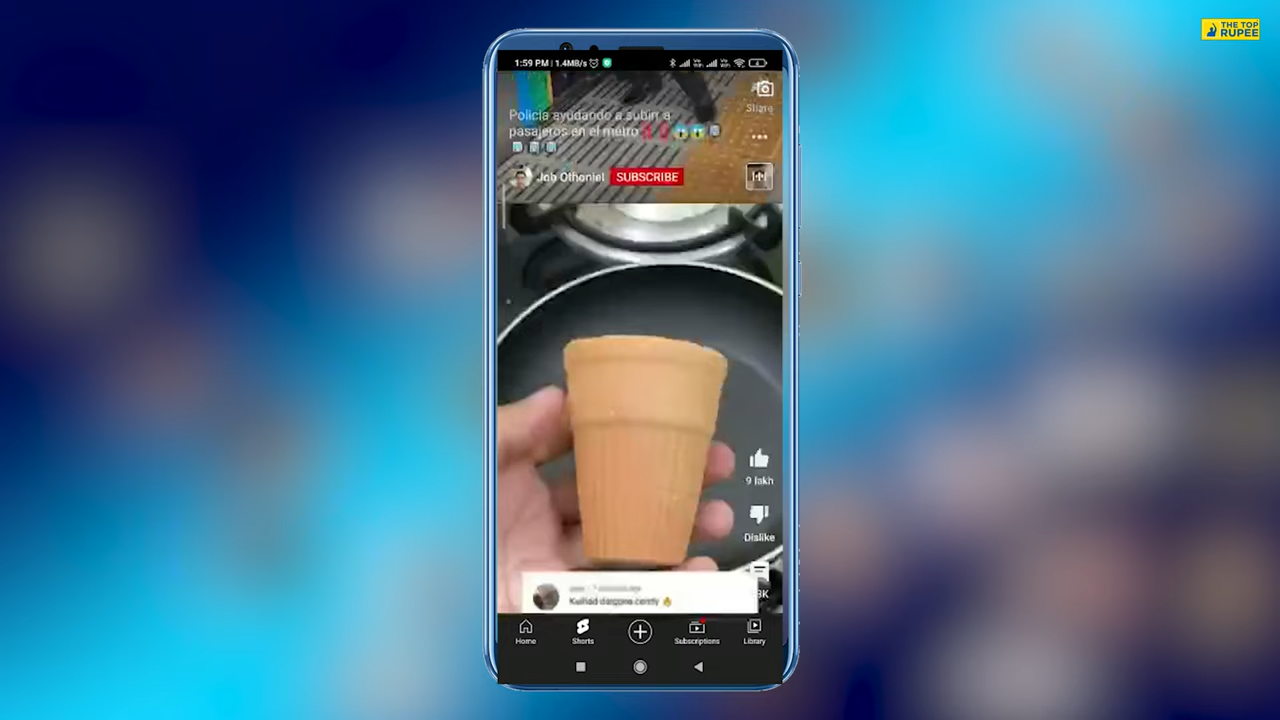 THE TOP
RUPEE
1:59 PM | 1.4MB/s
Share
Policía ayudando a subir a
pasajeros en el metro
Job Othoniel SUBSCRIBE
9 lakh
Dislike
Home
Shorts
Subscriptions
Library